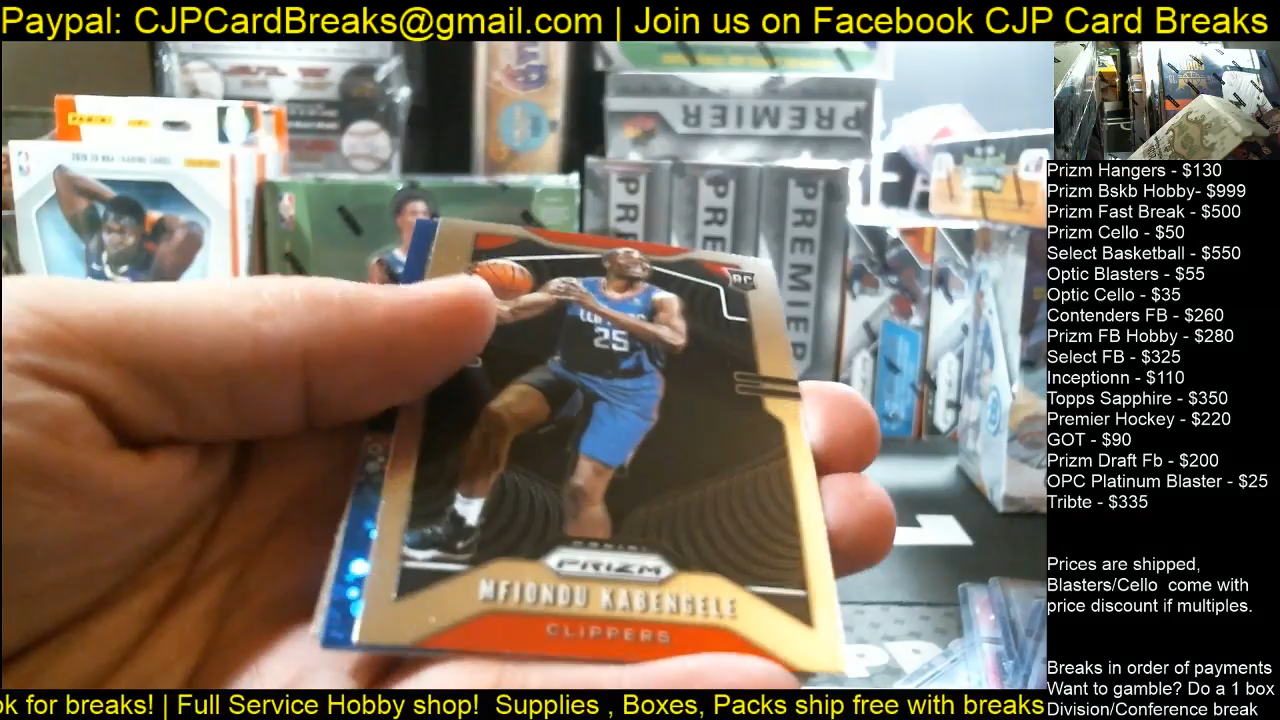 Paypal: CJPCardBreaks@gmail.com | Join us on Facebook CJP Card Breaks
PREMIER
RC
CLIPPERS
25
PANINI
PRIZM
MFIONDU KABENGELE
CLIPPERS
Prizm Hangers - $130
Prizm Bskb Hobby- $999
Prizm Fast Break - $500
Prizm Cello - $50
Select Basketball - $550
Optic Blasters - $55
Optic Cello - $35
Contenders FB - $260
Prizm FB Hobby - $280
Select FB - $325
Inceptionn - $110
Topps Sapphire - $350
Premier Hockey - $220
GOT - $90
Prizm Draft Fb - $200
OPC Platinum Blaster - $25
Tribte - $335
Prices are shipped,
Blasters/Cello come with
price discount if multiples.
Breaks in order of payments
Want to gamble? Do a 1 box
Division/Conference break
ok for breaks! | Full Service Hobby shop! Supplies , Boxes, Packs ship free with breaks